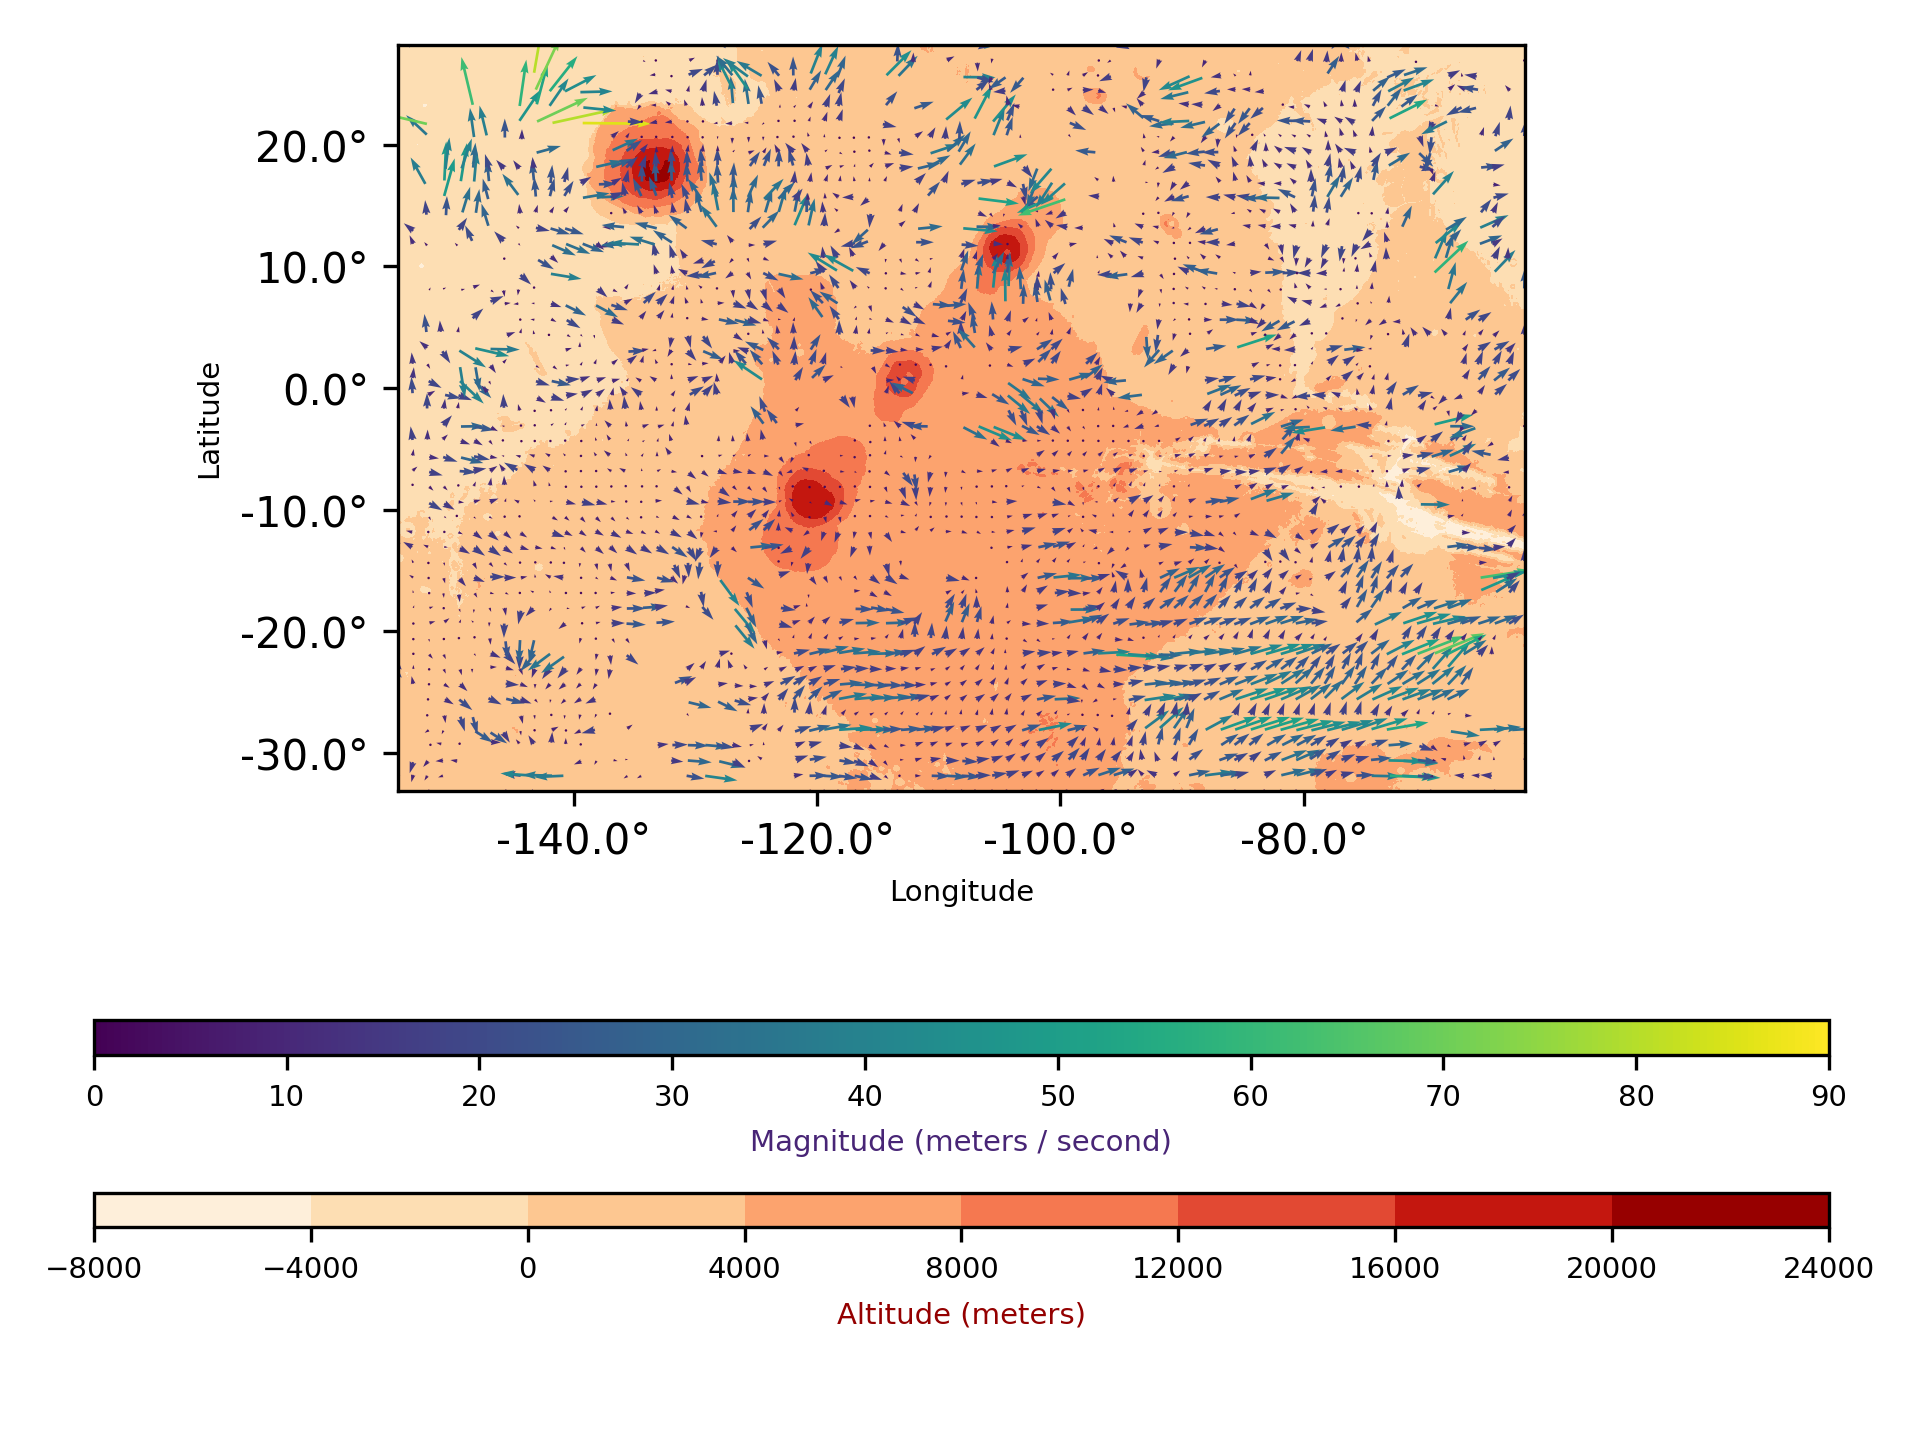 20.0°
10.0°
0.0°
-10.0°
-20.0°
-30.0°
Latitude
-140.0° -120.0° -100.0° -80.0°
Longitude
0 10 20 30 40 50 60 70 80 90
Magnitude (meters / second)
−8000 −4000 0 4000 8000 12000 16000 20000 24000
Altitude (meters)